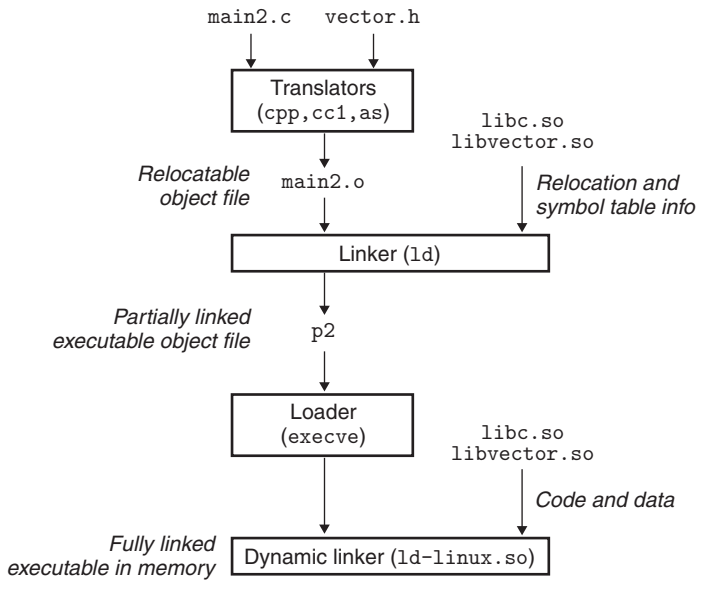 main2.c vector.h
Translators
(cpp,cc1,as)
libc.so
libvector.so
Relocatable
object file
main2.o
Relocation and
symbol table info
Linker (ld)
Partially linked
executable object file
p2
Loader
(execve)
libc.so
libvector.so
Code and data
Fully linked
executable in memory
Dynamic linker (ld-linux.so)